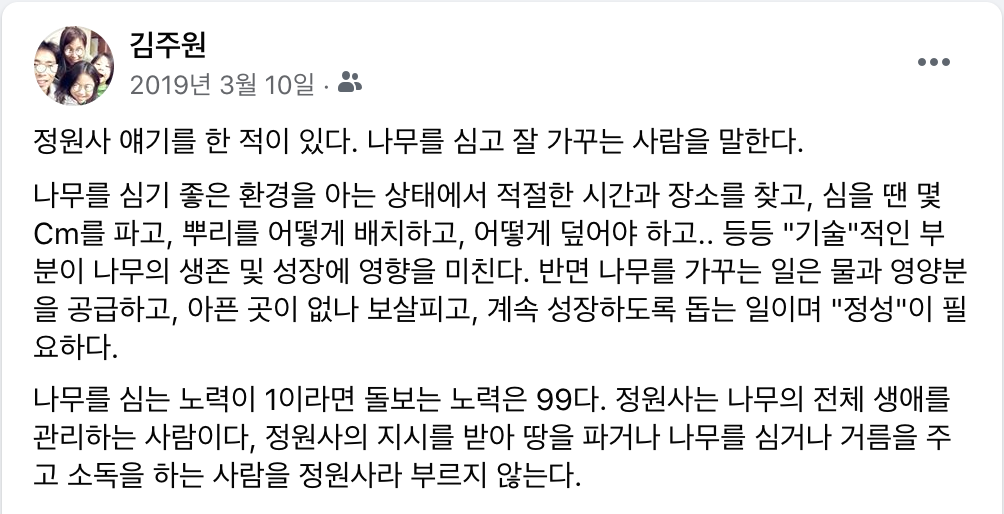 김주원
2019년 3월 10일 ·
정원사 얘기를 한 적이 있다. 나무를 심고 잘 가꾸는 사람을 말한다.
나무를 심기 좋은 환경을 아는 상태에서 적절한 시간과 장소를 찾고, 심을 땐 몇
Cm를 파고, 뿌리를 어떻게 배치하고, 어떻게 덮어야 하고.. 등등 "기술"적인 부
분이 나무의 생존 및 성장에 영향을 미친다. 반면 나무를 가꾸는 일은 물과 영양분
을 공급하고, 아픈 곳이 없나 보살피고, 계속 성장하도록 돕는 일이며 "정성"이 필
요하다.
나무를 심는 노력이 1이라면 돌보는 노력은 99다. 정원사는 나무의 전체 생애를
관리하는 사람이다, 정원사의 지시를 받아 땅을 파거나 나무를 심거나 거름을 주
고 소독을 하는 사람을 정원사라 부르지 않는다.